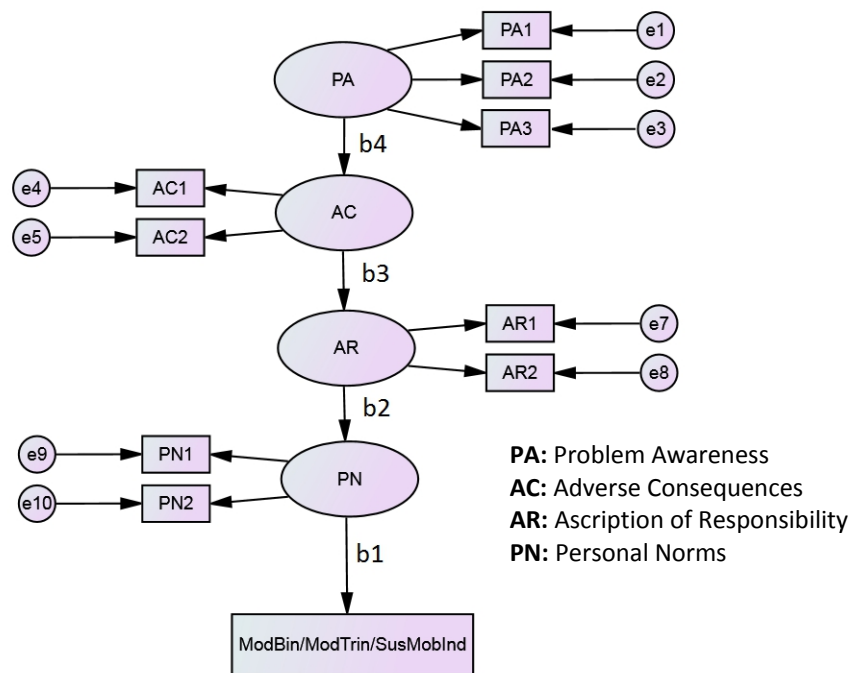 PA1
e1
PA
PA2
e2
PA3
e3
b4
e4
AC1
AC
e5
AC2
b3
AR1
e7
AR
AR2
e8
b2
e9
PN1
PN
e10
PN2
PA: Problem Awareness
AC: Adverse Consequences
AR: Ascription of Responsibility
PN: Personal Norms
b1
ModBin/ModTrin/SusMobInd